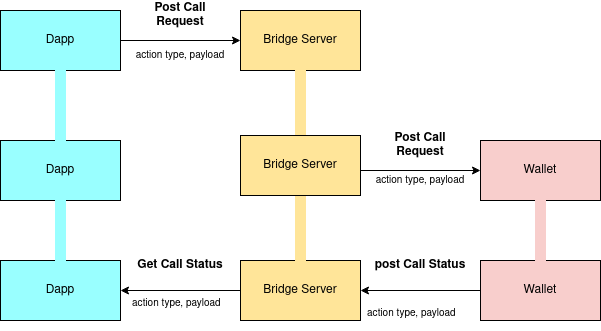 Post Call
Request
Dapp
action type, payload
Bridge Server
Dapp
Bridge Server
Post Call
Request
action type, payload
Wallet
Get Call Status
post Call Status
Dapp
action type, payload
Bridge Server
action type, payload
Wallet